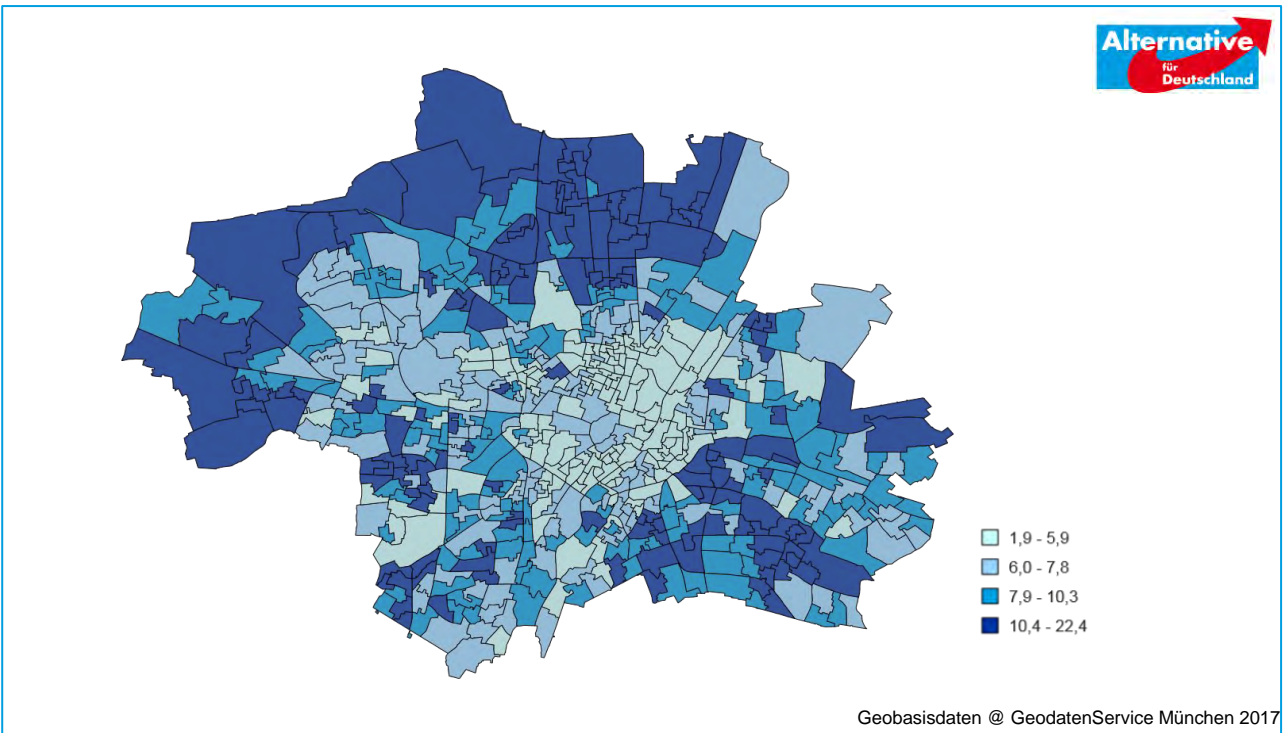 Alternative
für
Deutschland
1,9 - 5,9
6,0 - 7,8
7,9 - 10,3
10,4 - 22,4
Geobasisdaten @ GeodatenService München 2017